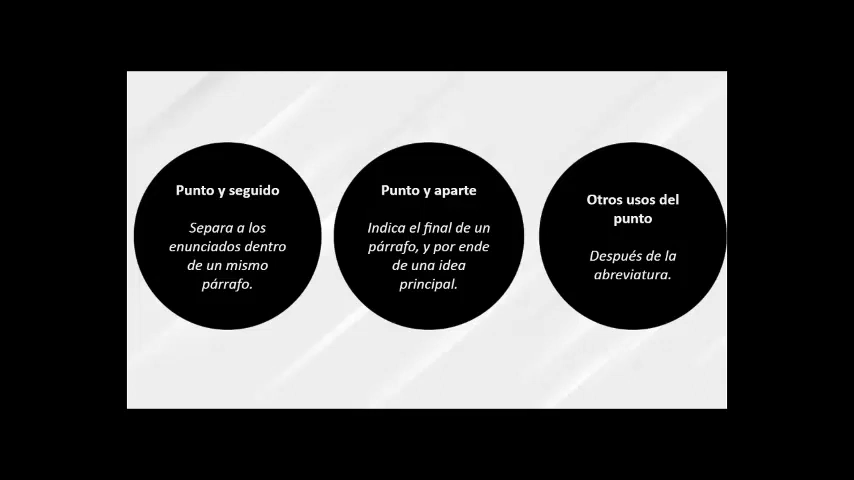 Punto y seguido
Separa a los
enunciados dentro
de un mismo
párrafo.
Punto y aparte
Indica el final de un
párrafo, y por ende
de una idea
principal.
Otros usos del
punto
Después de la
abreviatura.